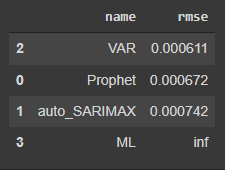 name rmse
2 VAR 0.000611
0 Prophet 0.000672
1 auto_SARIMAX 0.000742
3 ML inf